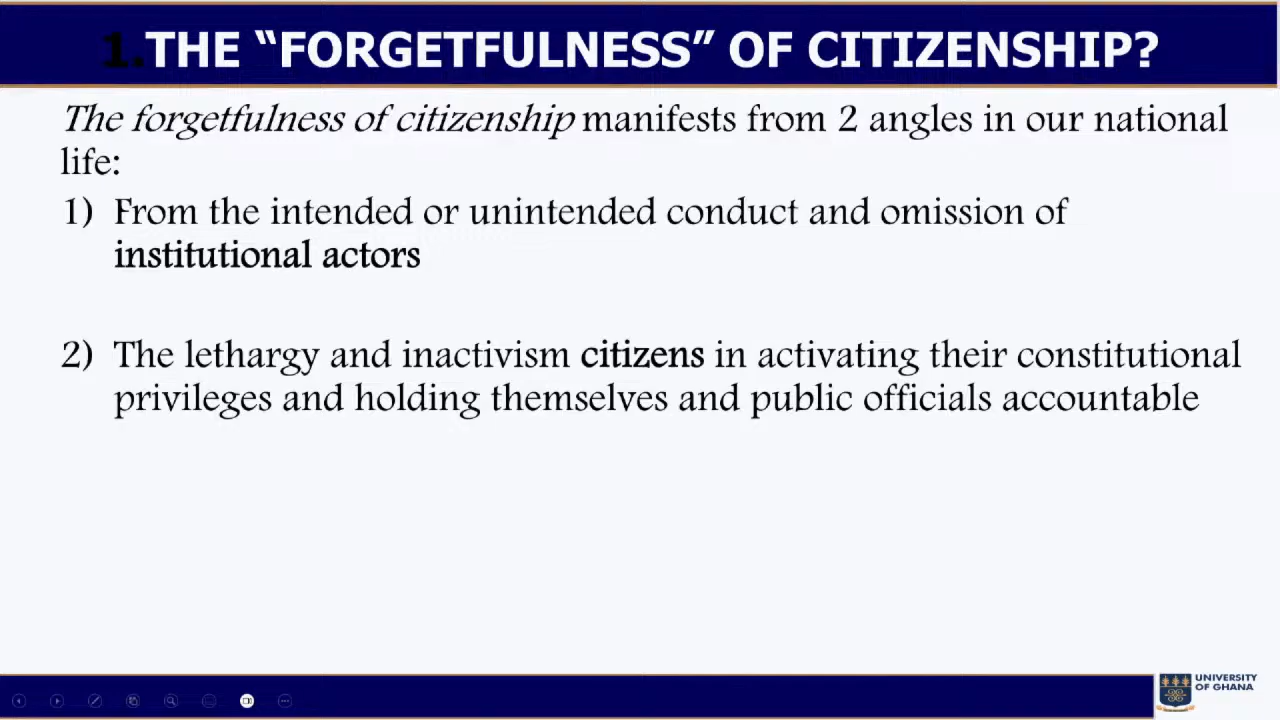 1.THE “FORGETFULNESS” OF CITIZENSHIP?
The forgetfulness of citizenship manifests from 2 angles in our national
life:
1) From the intended or unintended conduct and omission of
institutional actors
2) The lethargy and inactivism citizens in activating their constitutional
privileges and holding themselves and public officials accountable
UNIVERSITY
OF GHANA